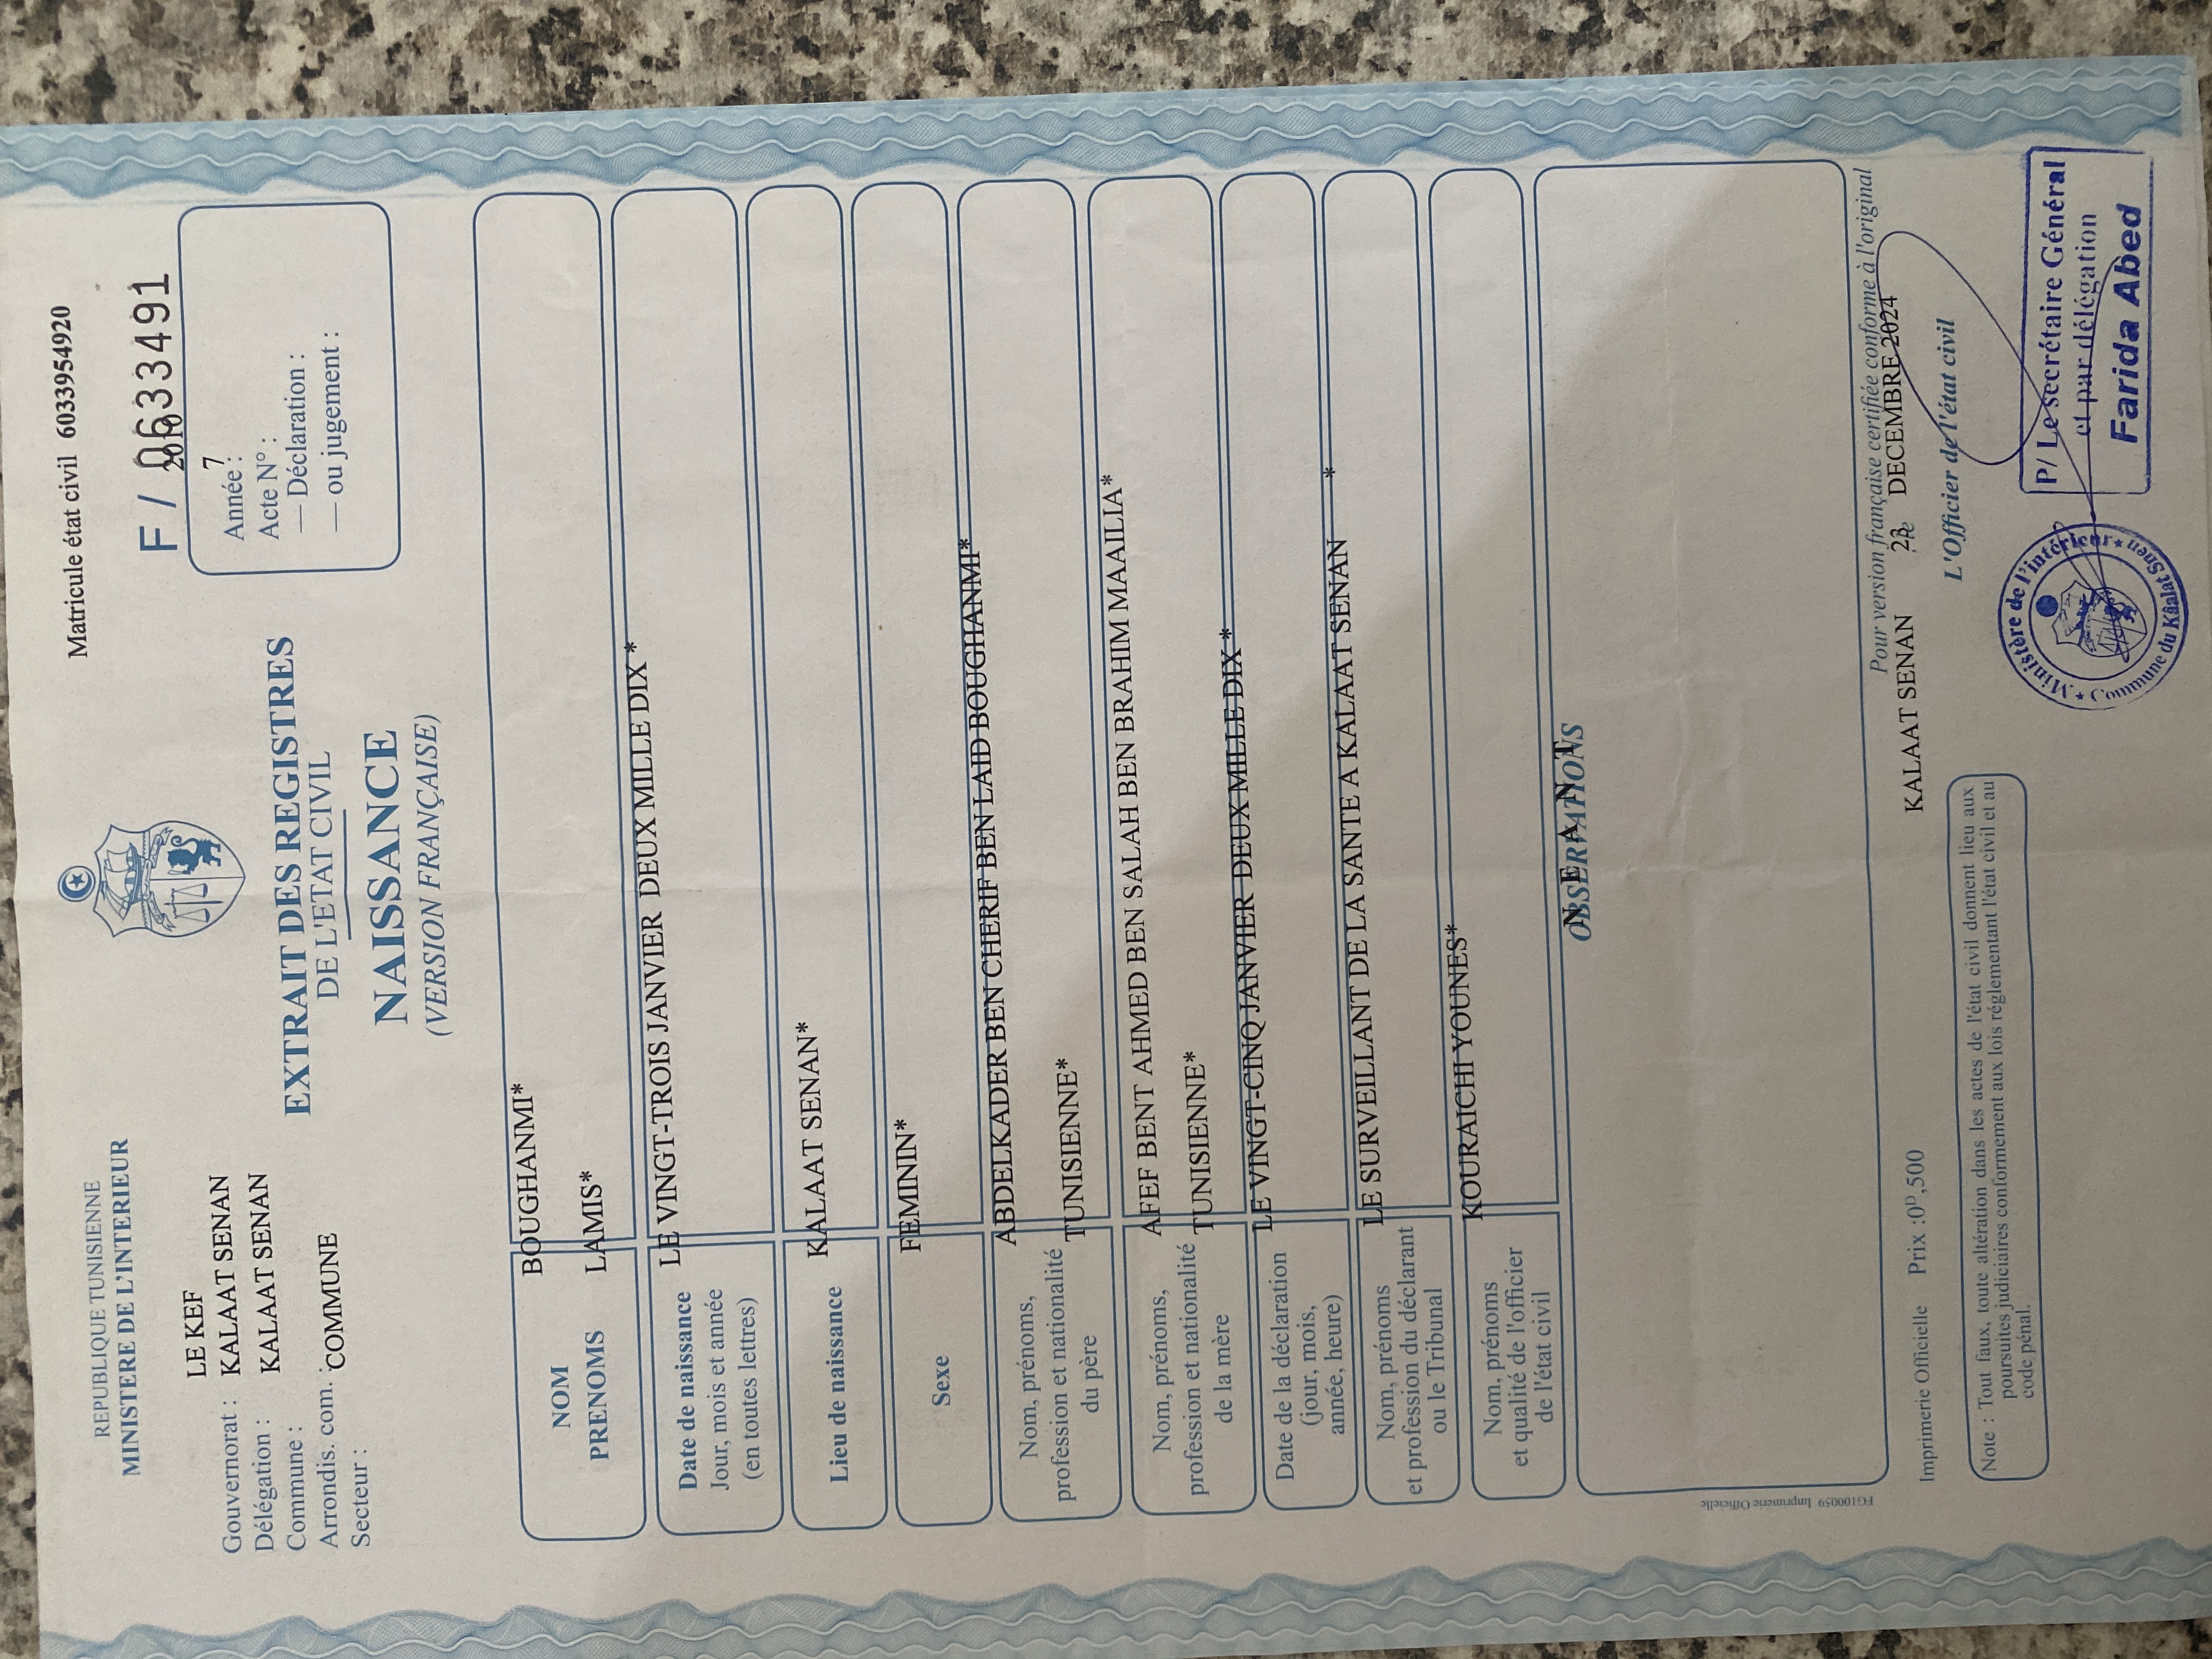 REPUBLIQUE TUNISIENNE
MINISTERE DE L'INTERIEUR
Matricule état civil 6033954920
F / 0633491
LE KEF
Gouvernorat : KALAAT SENAN
Délégation : KALAAT SENAN
Commune :
Arrondis. com. : COMMUNE
Secteur :
EXTRAIT DES REGISTRES
DE L'ETAT CIVIL
NAISSANCE
(VERSION FRANÇAISE)
2010
Année : 7
Acte N° :
— Déclaration :
— ou jugement :
NOM BOUGHANMI*
PRENOMS LAMIS*
Date de naissance
Jour, mois et année
(en toutes lettres)
LE VINGT-TROIS JANVIER DEUX MILLE DIX *
Lieu de naissance KALAAT SENAN*
Sexe FEMININ*
Nom, prénoms,
profession et nationalité
du père
ABDELKADER BEN CHERIF BEN LAID BOUGHANMI*
TUNISIENNE*
Nom, prénoms,
profession et nationalité
de la mère
AFEF BENT AHMED BEN SALAH BEN BRAHIM MAAILIA*
TUNISIENNE*
Date de la déclaration
(jour, mois,
année, heure)
LE VINGT-CINQ JANVIER DEUX MILLE DIX *
Nom, prénoms
et profession du déclarant
ou le Tribunal
LE SURVEILLANT DE LA SANTE A KALAAT SENAN *
Nom, prénoms
et qualité de l'officier
de l'état civil
KOURAICHI YOUNES*
OBSERVATIONS
N E A N T
FG100059 Imprimerie Officielle
Pour version française certifiée conforme à l'original
KALAAT SENAN 23 DECEMBRE 2024
L'Officier de l'état civil
Imprimerie Officielle Prix :0ᴰ,500
Note : Tout faux, toute altération dans les actes de l'état civil donnent lieu aux
poursuites judiciaires conformement aux lois réglementant l'état civil et au
code pénal.
Ministère de l'intérieur
Commune du Kâalat Snen
P/ Le secrétaire Général
et par délégation
Farida Abed